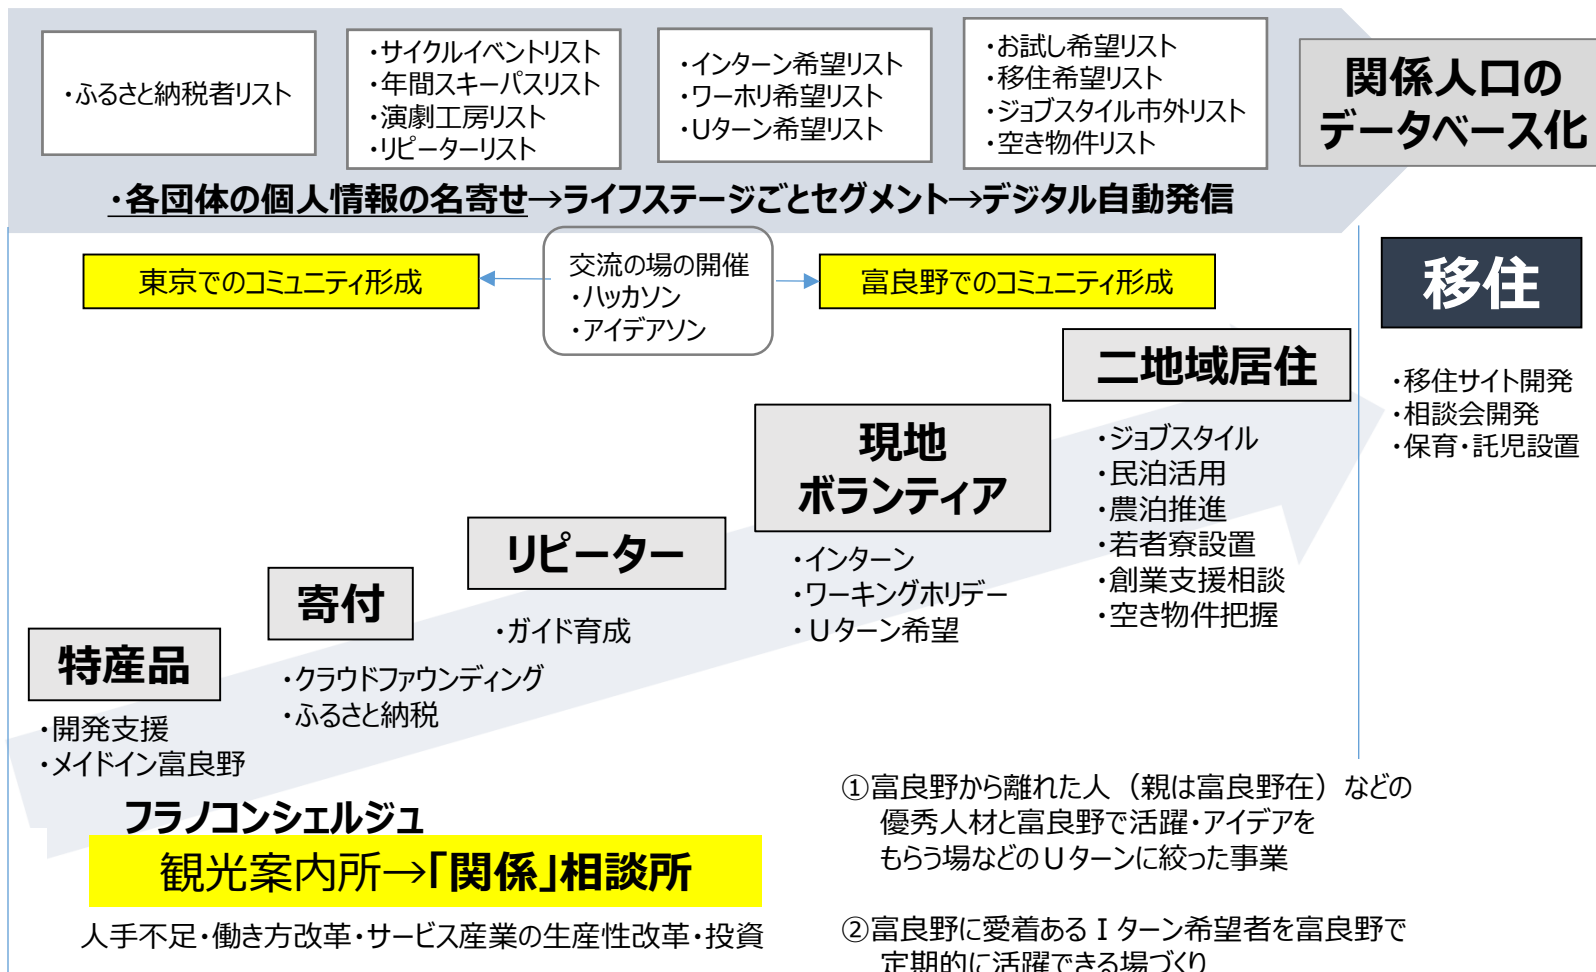 ・ふるさと納税者リスト
・サイクルイベントリスト
・年間スキーパスリスト
・演劇工房リスト
・リピーターリスト
・インターン希望リスト
・ワーホリ希望リスト
・Uターン希望リスト
・お試し希望リスト
・移住希望リスト
・ジョブスタイル市外リスト
・空き物件リスト
関係人口の
データベース化
・各団体の個人情報の名寄せ→ライフステージごとセグメント→デジタル自動発信
東京でのコミュニティ形成
交流の場の開催
・ハッカソン
・アイデアソン
富良野でのコミュニティ形成
移住
・移住サイト開発
・相談会開発
・保育・託児設置
二地域居住
・ジョブスタイル
・民泊活用
・農泊推進
・若者寮設置
・創業支援相談
・空き物件把握
現地
ボランティア
・インターン
・ワーキングホリデー
・Uターン希望
リピーター
・ガイド育成
寄付
・クラウドファウンディング
・ふるさと納税
特産品
・開発支援
・メイドイン富良野
フラノコンシェルジュ
観光案内所→「関係」相談所
人手不足・働き方改革・サービス産業の生産性改革・投資
①富良野から離れた人（親は富良野在）などの
優秀人材と富良野で活躍・アイデアを
もらう場などのUターンに絞った事業
②富良野に愛着あるIターン希望者を富良野で
定期的に活躍できる場づくり